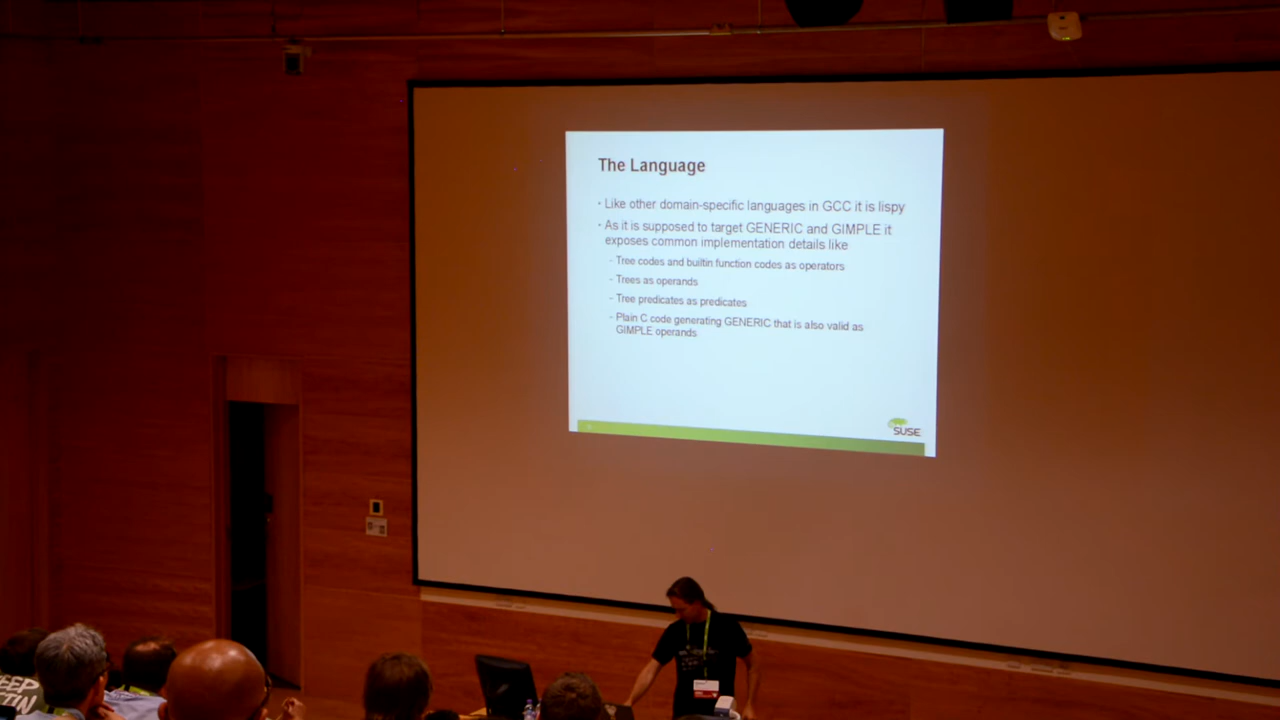 The Language
· Like other domain-specific languages in GCC it is lispy
· As it is supposed to target GENERIC and GIMPLE it
exposes common implementation details like
- Tree codes and builtin function codes as operators
- Trees as operands
- Tree predicates as predicates
- Plain C code generating GENERIC that is also valid as
GIMPLE operands
SUSE